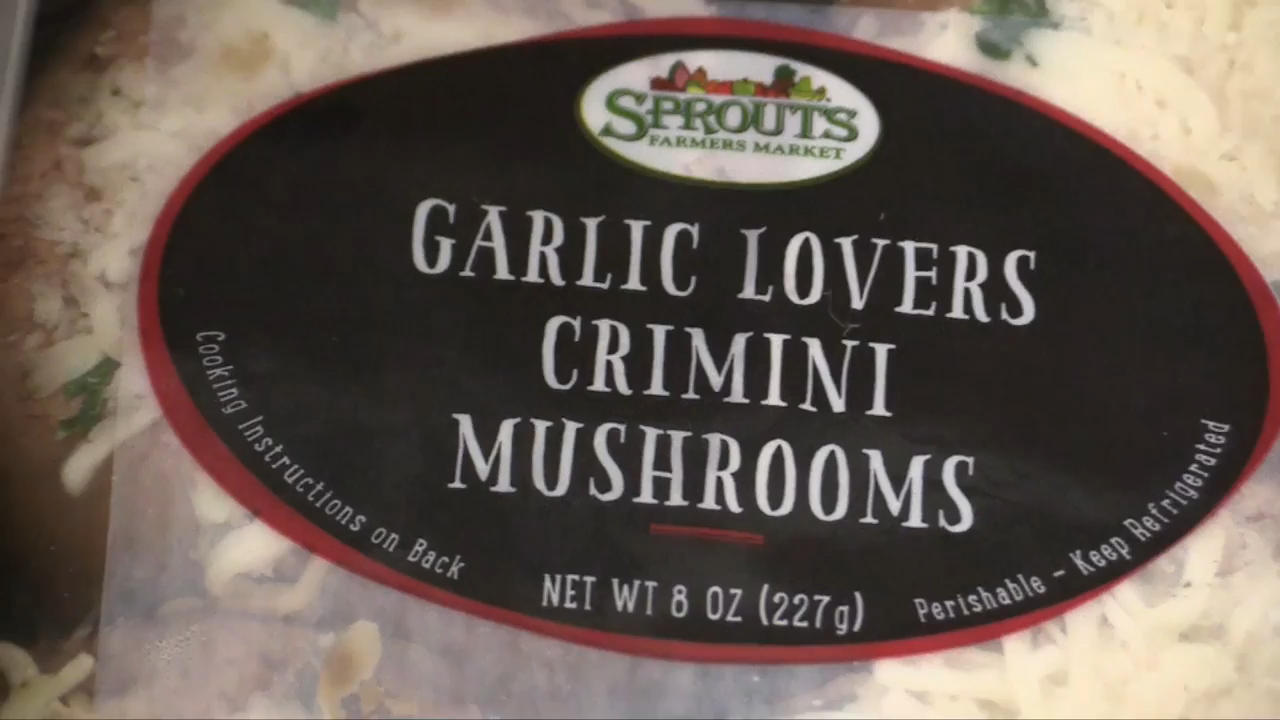 SPROUTS
FARMERS MARKET
GARLIC LOVERS
CRIMINI
MUSHROOMS
Cooking Instructions on Back
NET WT 8 OZ (227g)
Perishable - Keep Refrigerated